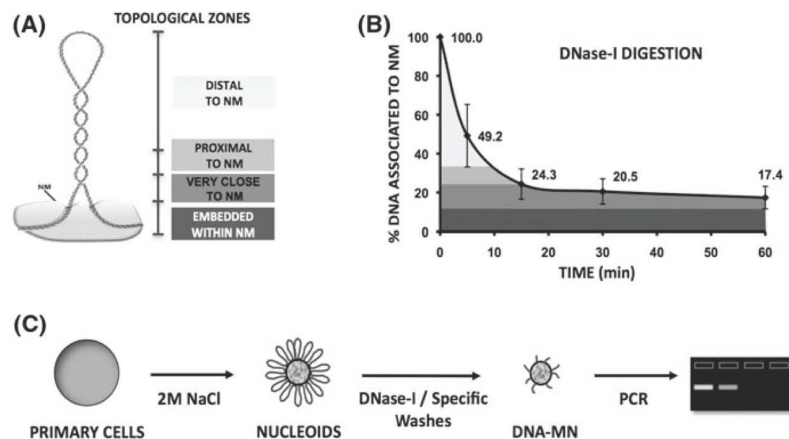 (A)
TOPOLOGICAL ZONES
DISTAL
TO NM
PROXIMAL
TO NM
VERY CLOSE
TO NM
EMBEDDED
WITHIN NM
NM
(B)
DNase-I DIGESTION
% DNA ASSOCIATED TO NM
100
80
60
40
20
0
100.0
49.2
24.3
20.5
17.4
0 10 20 30 40 50 60
TIME (min)
(C)
2M NaCl
DNase-I / Specific
Washes
PCR
PRIMARY CELLS
NUCLEOIDS
DNA-MN